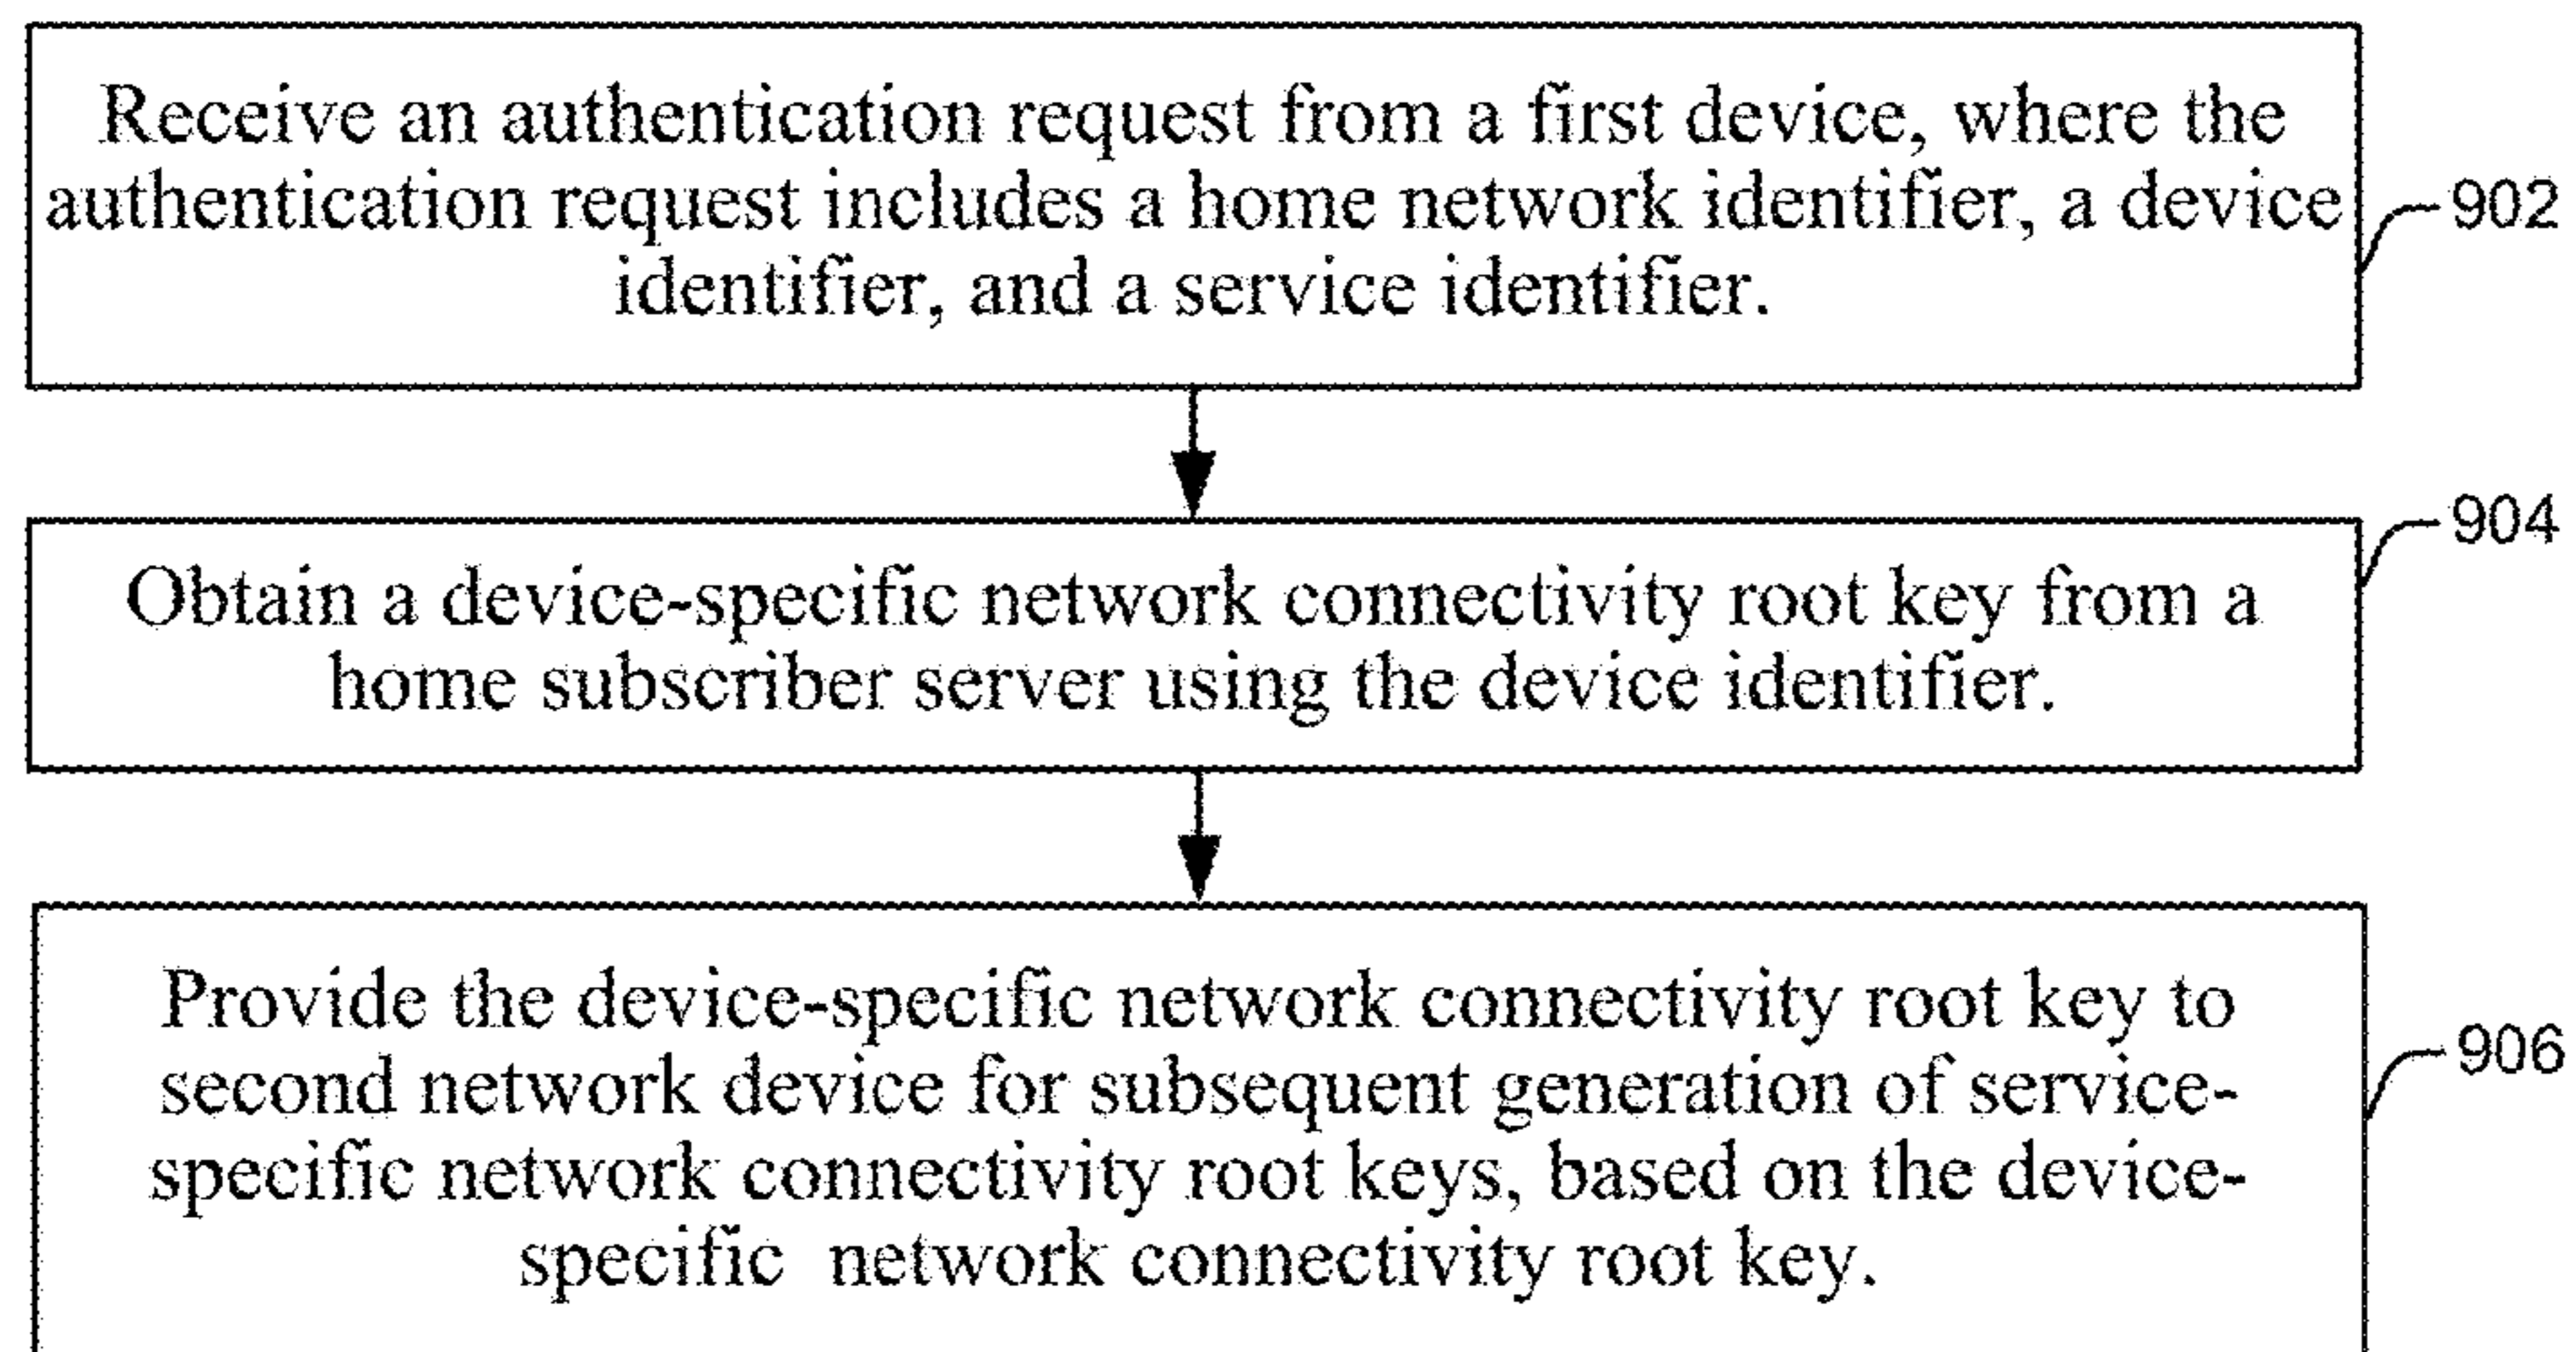 Receive an authentication request from a first device, where the
authentication request includes a home network identifier, a device
identifier, and a service identifier.
902
Obtain a device-specific network connectivity root key from a
home subscriber server using the device identifier.
904
Provide the device-specific network connectivity root key to
second network device for subsequent generation of service-
specific network connectivity root keys, based on the device-
specific network connectivity root key.
906